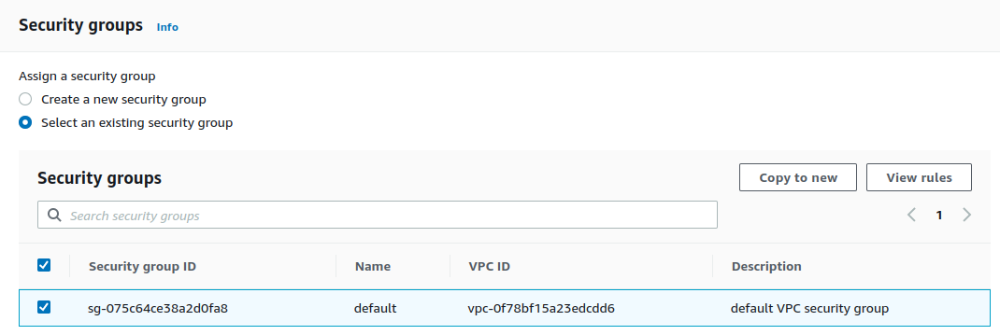 Security groups Info
Assign a security group
Create a new security group
Select an existing security group
Security groups Copy to new View rules
Search security groups 1
Security group ID Name VPC ID Description
sg-075c64ce38a2d0fa8 default vpc-0f78bf15a23edcdd6 default VPC security group